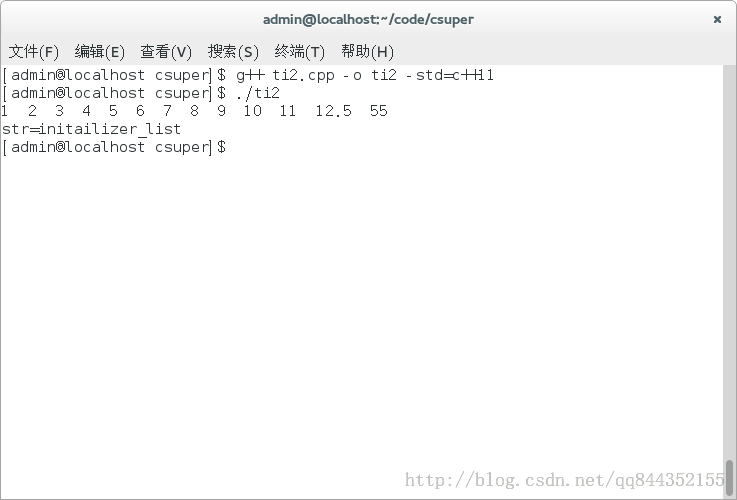 admin@localhost:~/code/csuper ×
文件(F) 编辑(E) 查看(V) 搜索(S) 终端(T) 帮助(H)
[admin@localhost csuper]$ g++ ti2.cpp -o ti2 -std=c++11
[admin@localhost csuper]$ ./ti2
1  2  3  4  5  6  7  8  9  10  11  12.5  55
str=initailizer_list
[admin@localhost csuper]$
http://blog.csdn.net/qq844352155